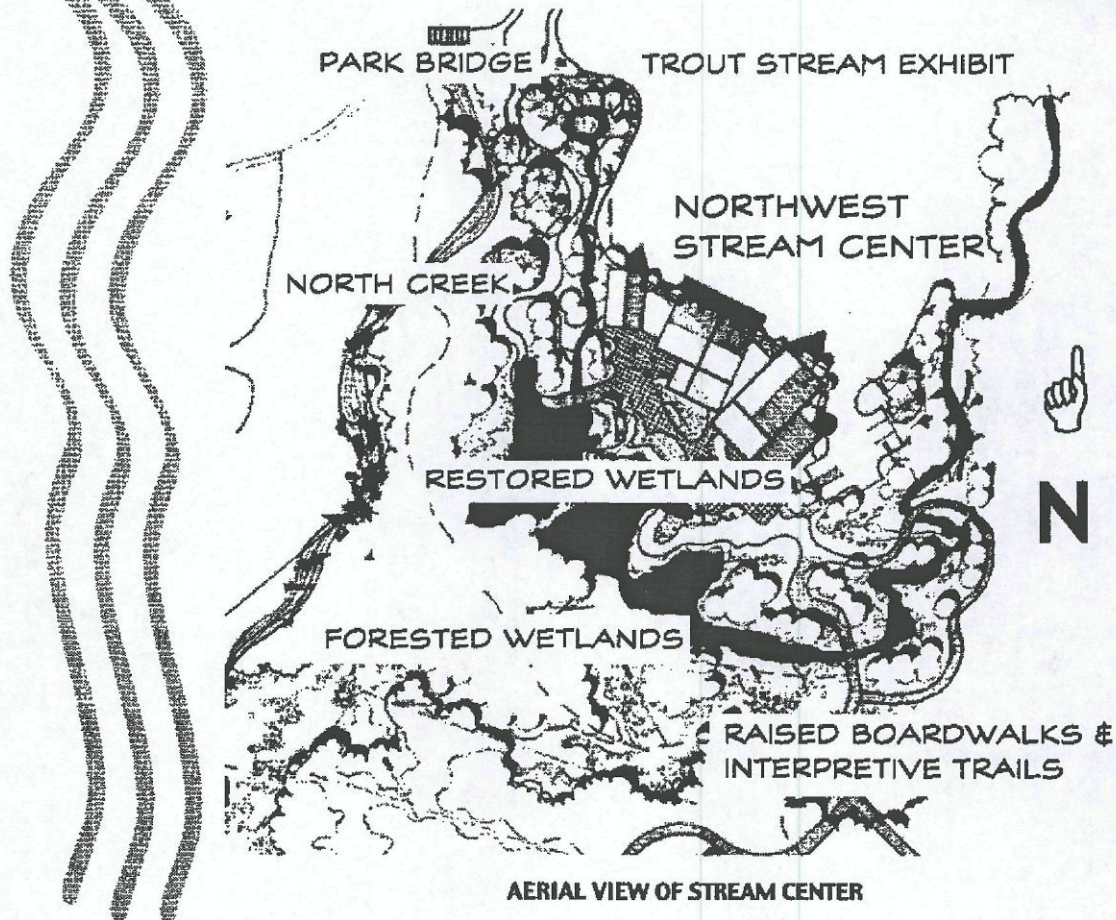 PARK BRIDGE
TROUT STREAM EXHIBIT
NORTHWEST
STREAM CENTER
NORTH CREEK
N
RESTORED WETLANDS
FORESTED WETLANDS
RAISED BOARDWALKS &
INTERPRETIVE TRAILS
AERIAL VIEW OF STREAM CENTER